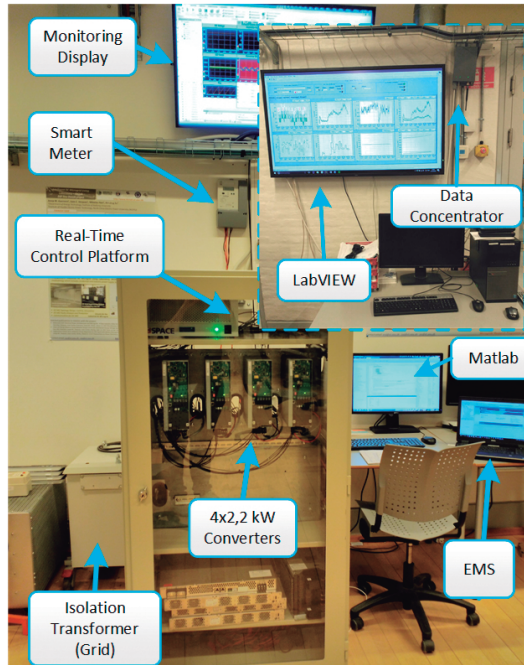 Monitoring
Display
Smart
Meter
Data
Concentrator
Real-Time
Control Platform
LabVIEW
SPACE
Matlab
4x2,2 kW
Converters
EMS
Isolation
Transformer
(Grid)